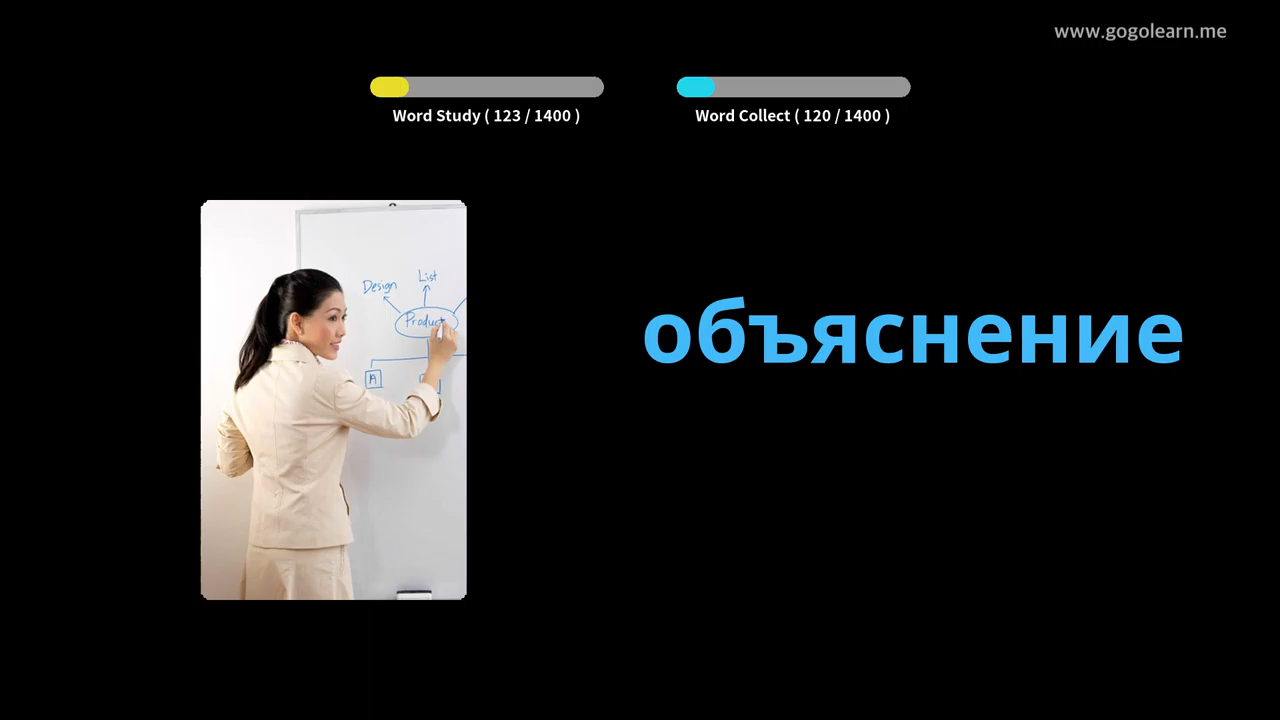 www.gogolearn.me
Word Study ( 123 / 1400 )
Word Collect ( 120 / 1400 )
List
Design
Product
объяснение
A